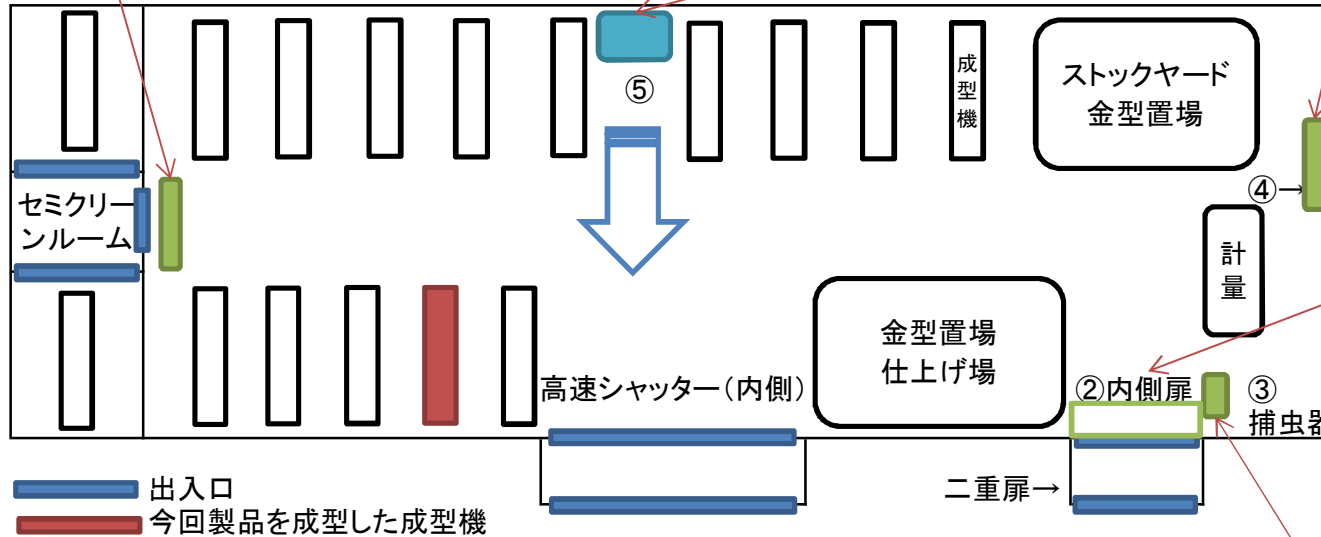 成
型
機
ストックヤード
金型置場
⑤
④→
セミクリー
ンルーム
計
量
金型置場
仕上げ場
高速シャッター(内側)
②内側扉
③
捕虫器
二重扉→
出入口
今回製品を成型した成型機